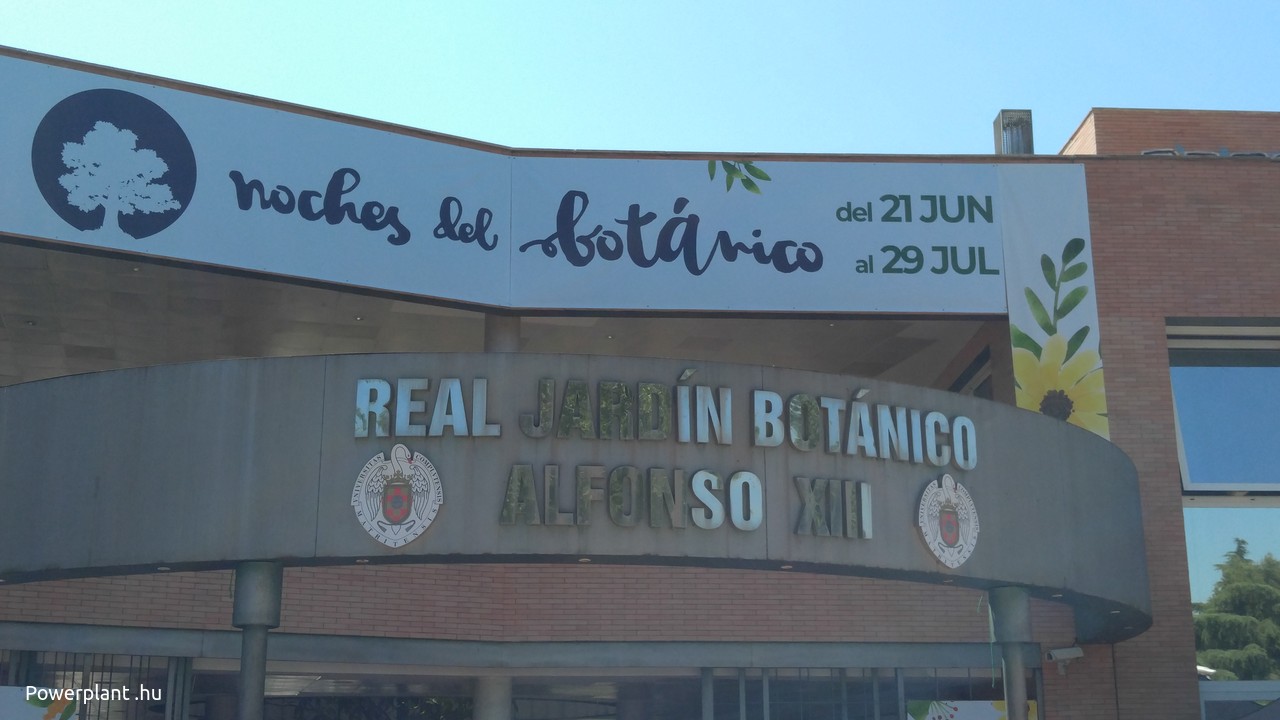 noches del botánico
del 21 JUN
al 29 JUL
REAL JARDÍN BOTÁNICO
ALFONSO XIII
Powerplant .hu